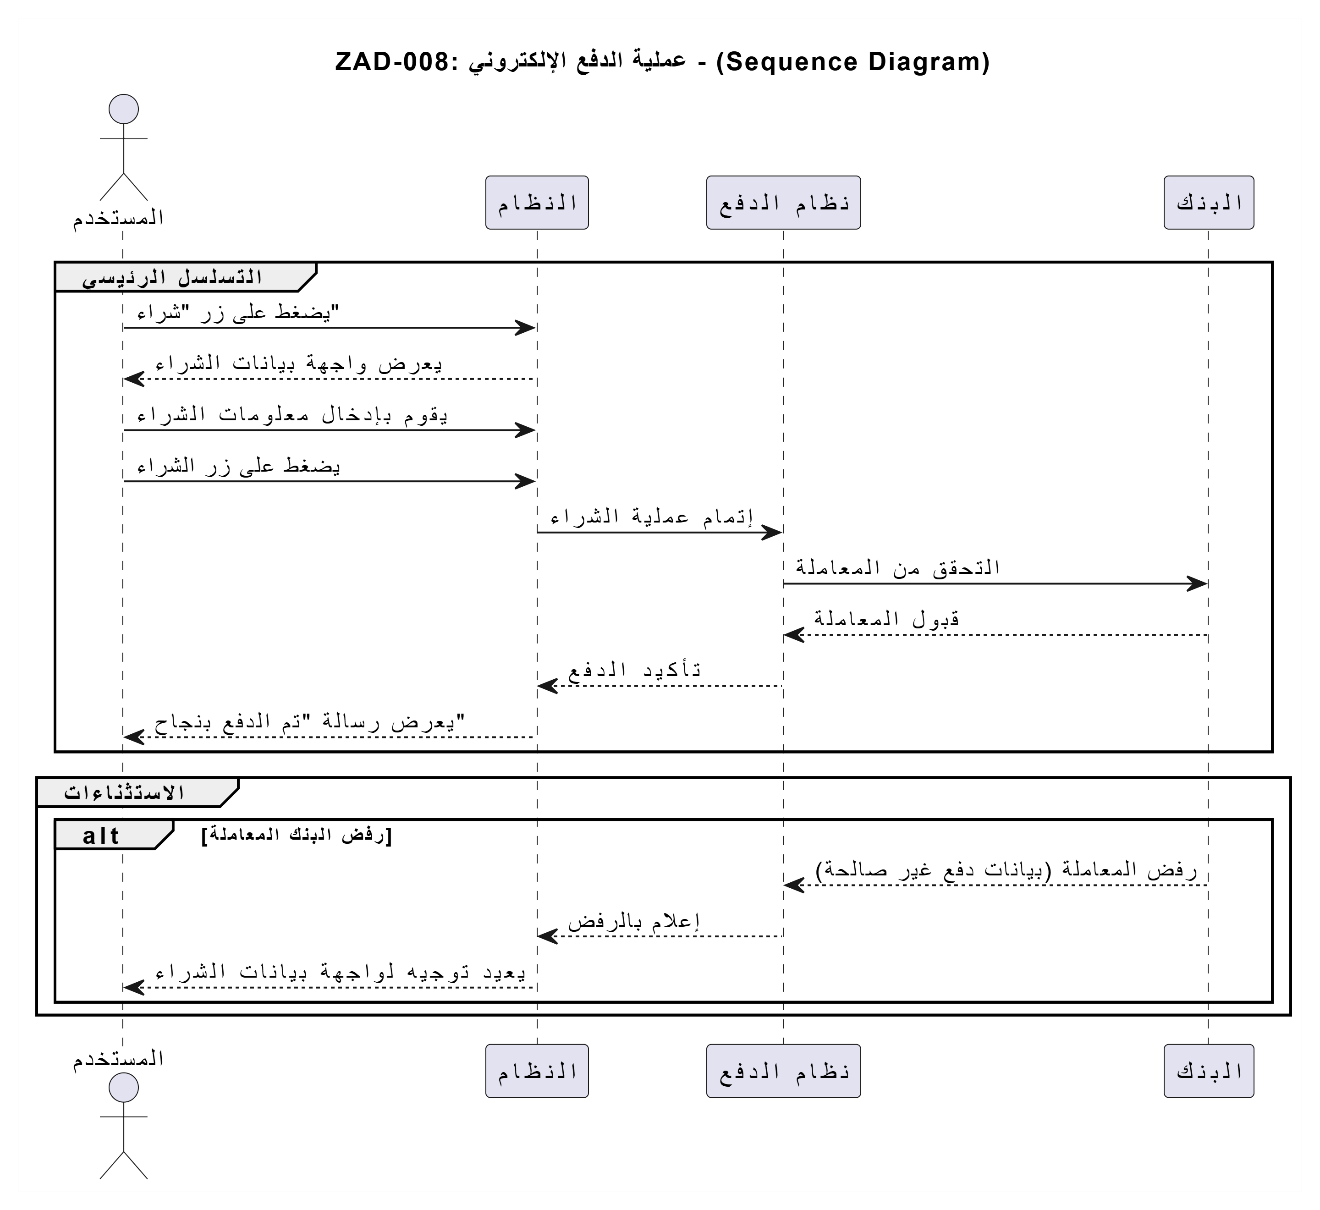 ZAD-008: عملية الدفع الإلكتروني - (Sequence Diagram)
المستخدم
النظام
نظام الدفع
البنك
التسلسل الرئيسي
يضغط على زر "شراء"
يعرض واجهة بيانات الشراء
يقوم بإدخال معلومات الشراء
يضغط على زر الشراء
إتمام عملية الشراء
التحقق من المعاملة
قبول المعاملة
تأكيد الدفع
يعرض رسالة "تم الدفع بنجاح"
الاستثناءات
alt
[رفض البنك المعاملة]
رفض المعاملة (بيانات دفع غير صالحة)
إعلام بالرفض
يعيد توجيه لواجهة بيانات الشراء
المستخدم
النظام
نظام الدفع
البنك